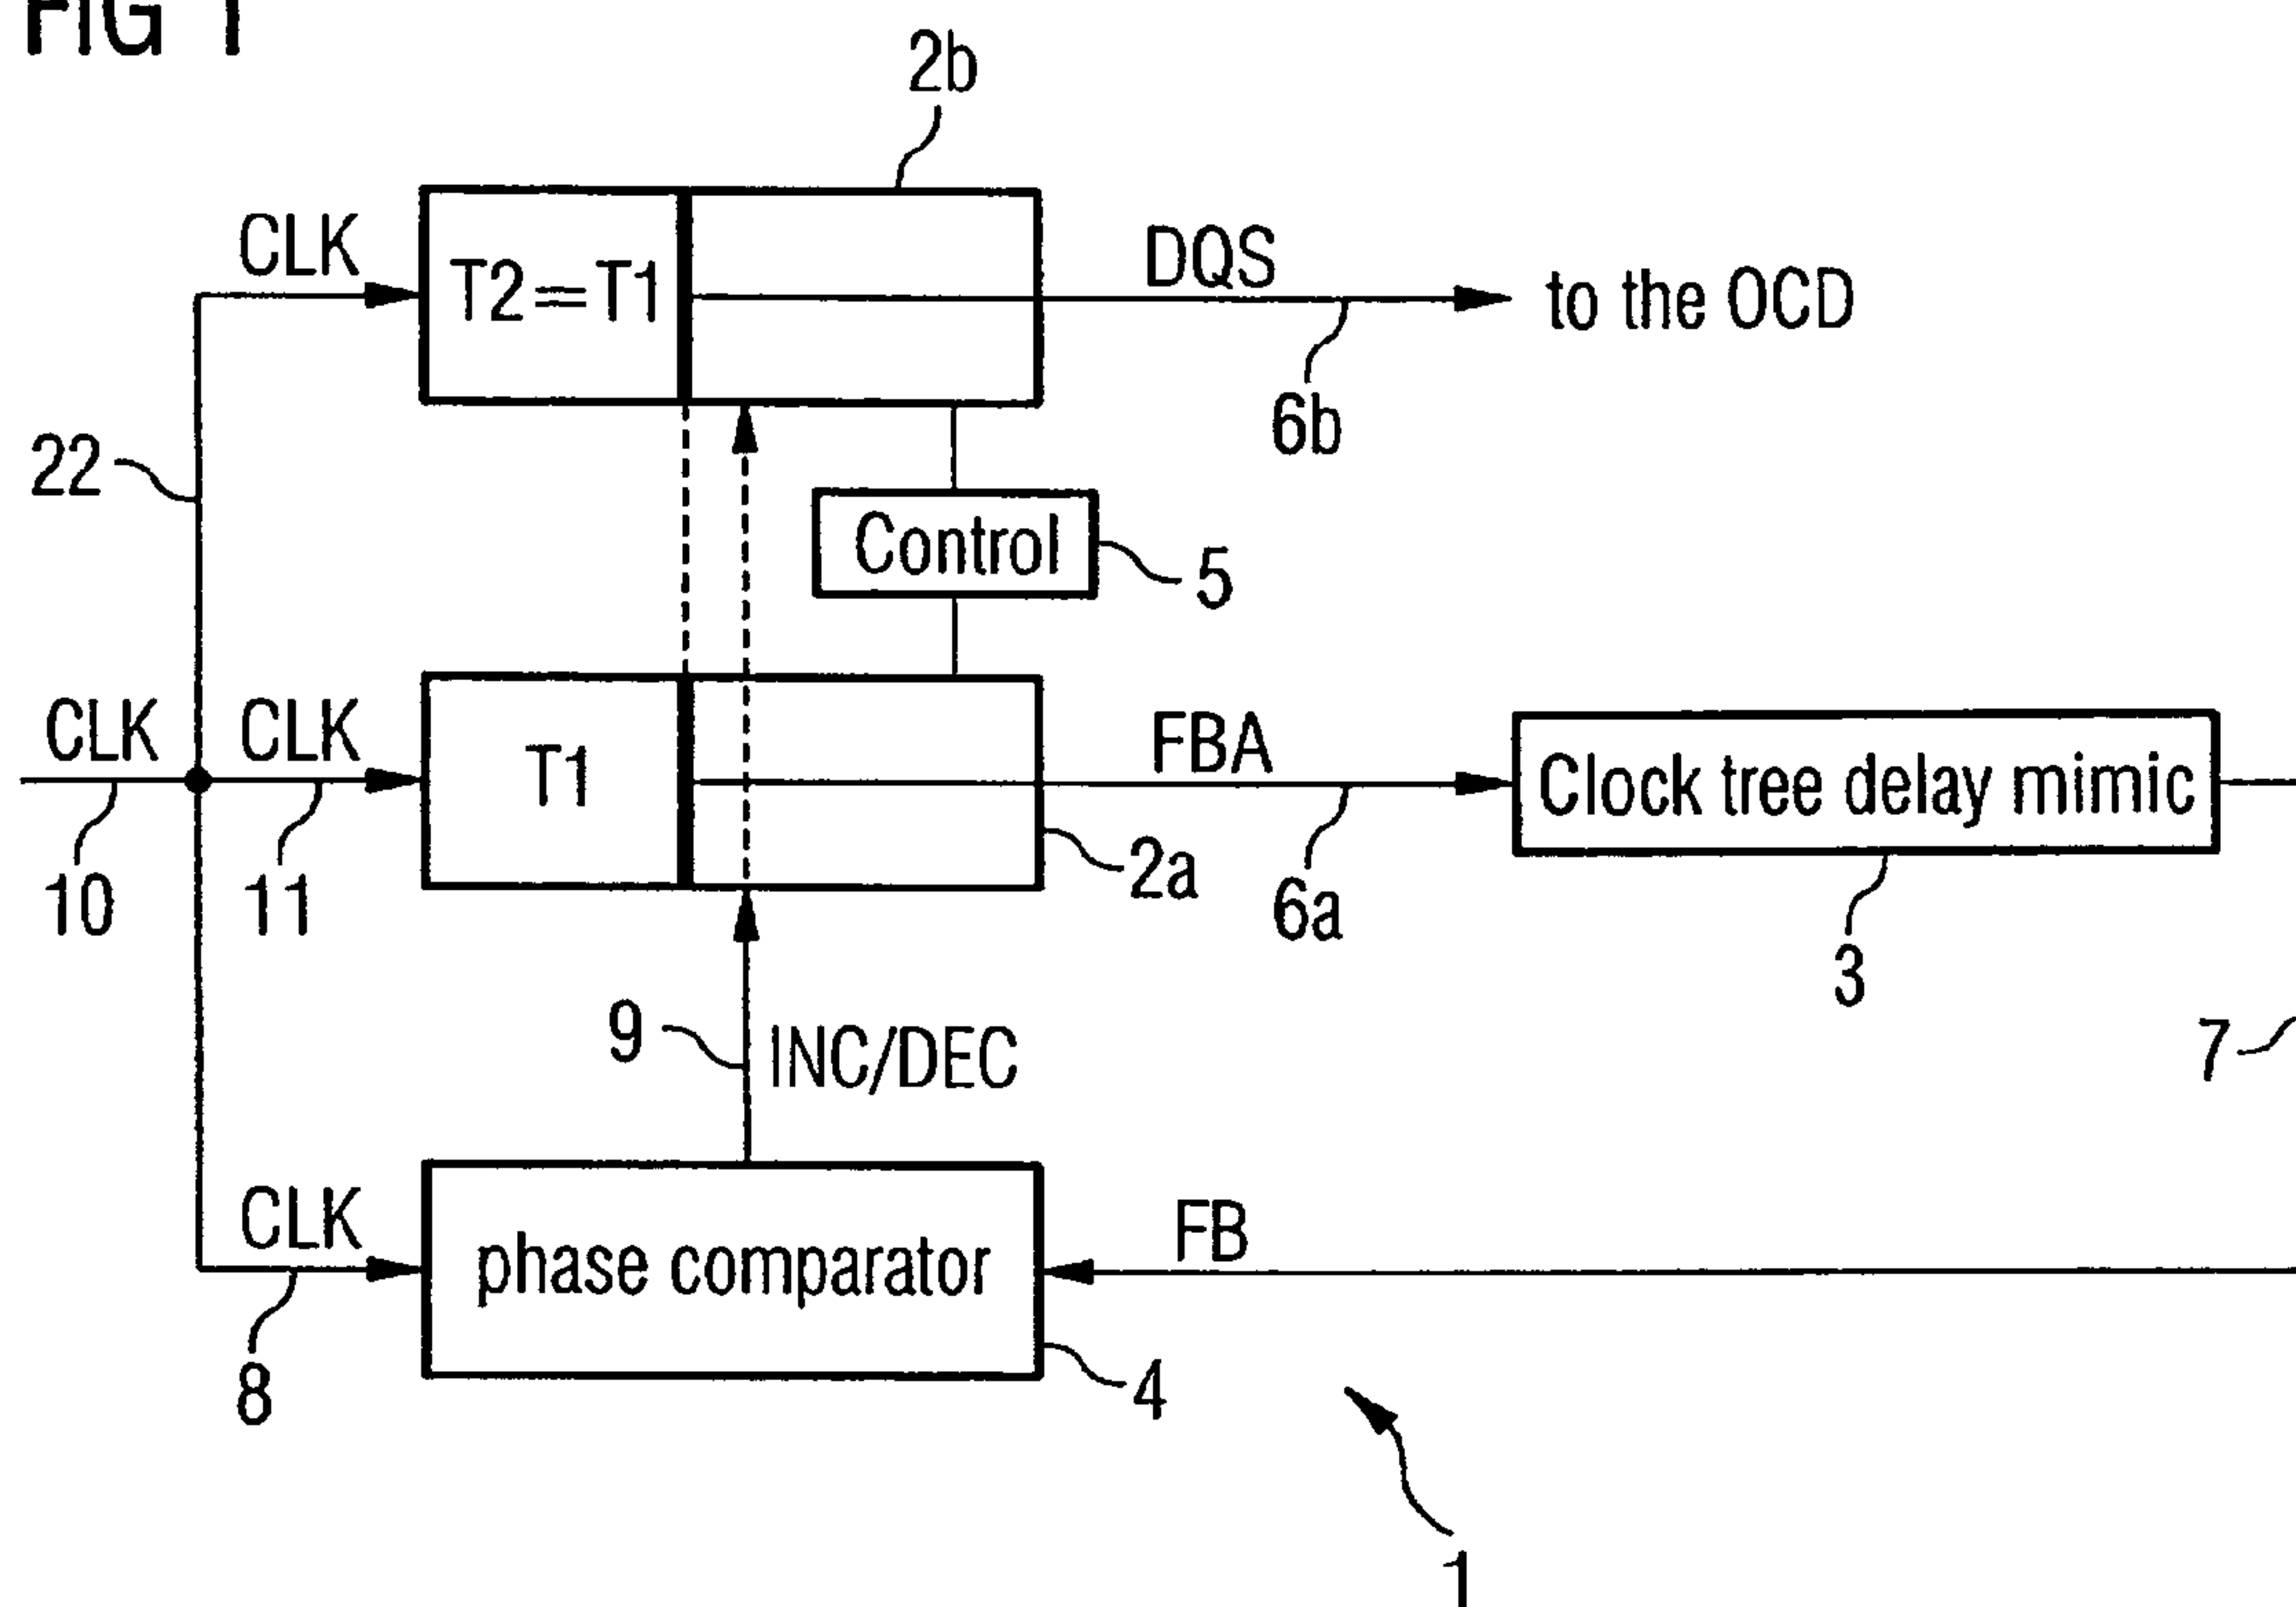 FIG 1
2b
CLK
T2==T1
DQS
to the OCD
6b
22
Control
5
CLK
CLK
T1
FBA
Clock tree delay mimic
10
11
2a
6a
3
9
INC/DEC
7
CLK
phase comparator
FB
8
4
1